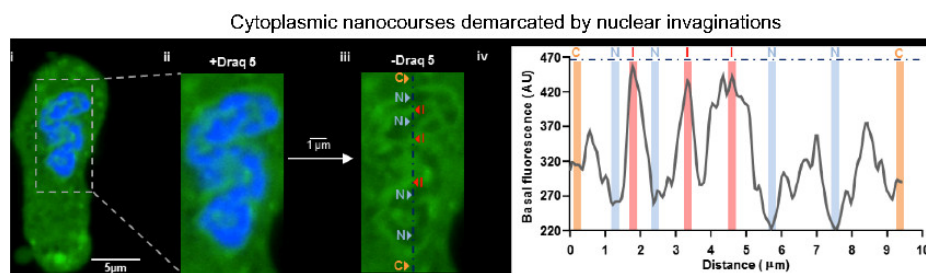 Cytoplasmic nanocourses demarcated by nuclear invaginations
i
ii
+Draq 5
iii
-Draq 5
iv
C
N
I
N
I
I
N
N
C
1 μm
5μm
C N I N I I N N C
Basal fluorescence (AU)
470
420
370
320
270
220
0 1 2 3 4 5 6 7 8 9 10
Distance ( μm)